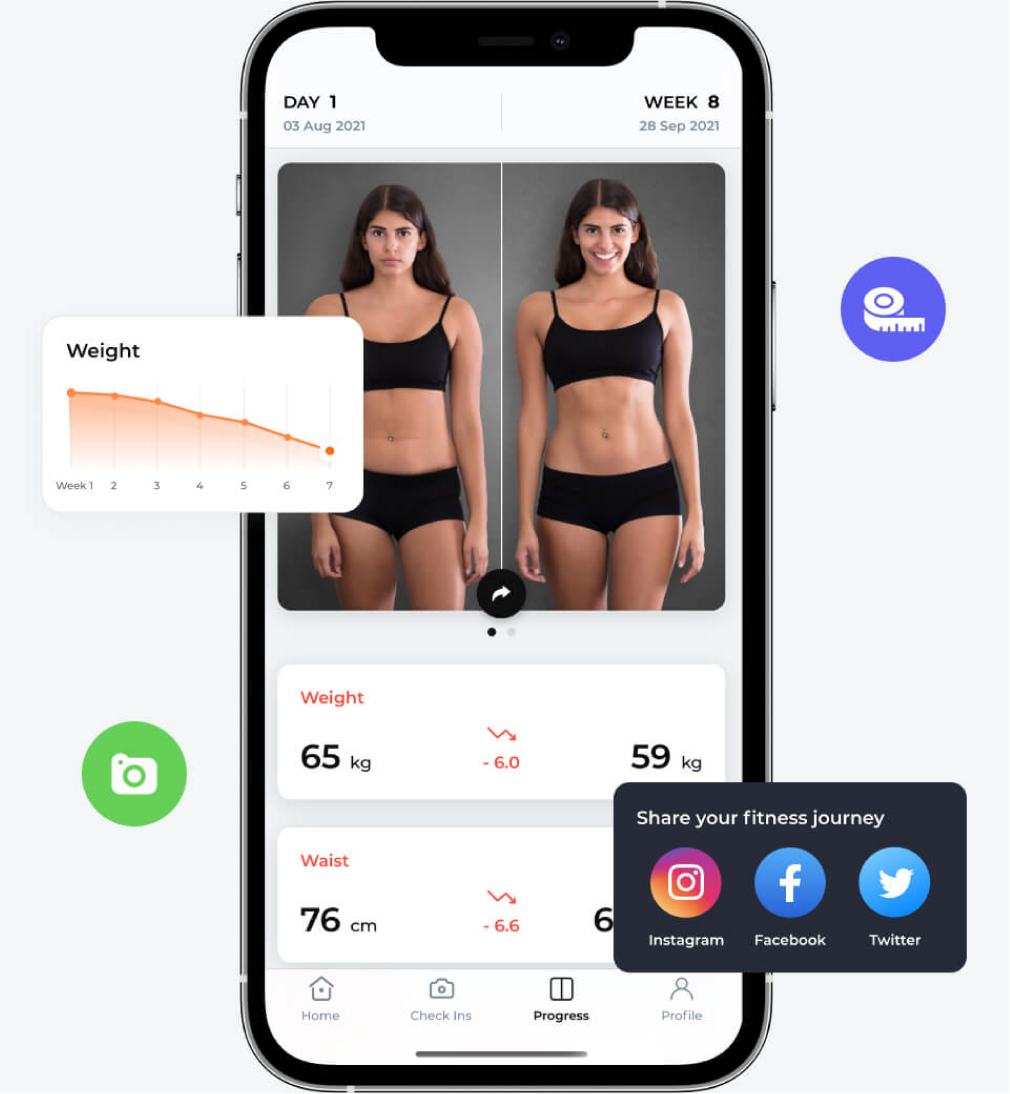 DAY 1
WEEK 8
03 Aug 2021
28 Sep 2021
Weight
Week 1 2 3 4 5 6 7
Weight
65 kg
- 6.0
59 kg
Waist
76 cm
- 6.6
6
Share your fitness journey
Instagram
Facebook
Twitter
Home
Check Ins
Progress
Profile